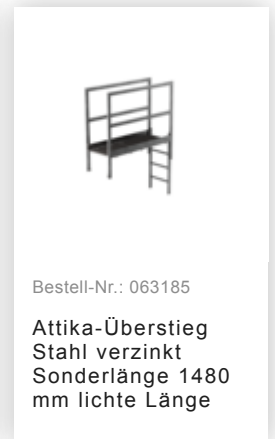 Bestell-Nr.: 063185
Attika-Überstieg
Stahl verzinkt
Sonderlänge 1480
mm lichte Länge